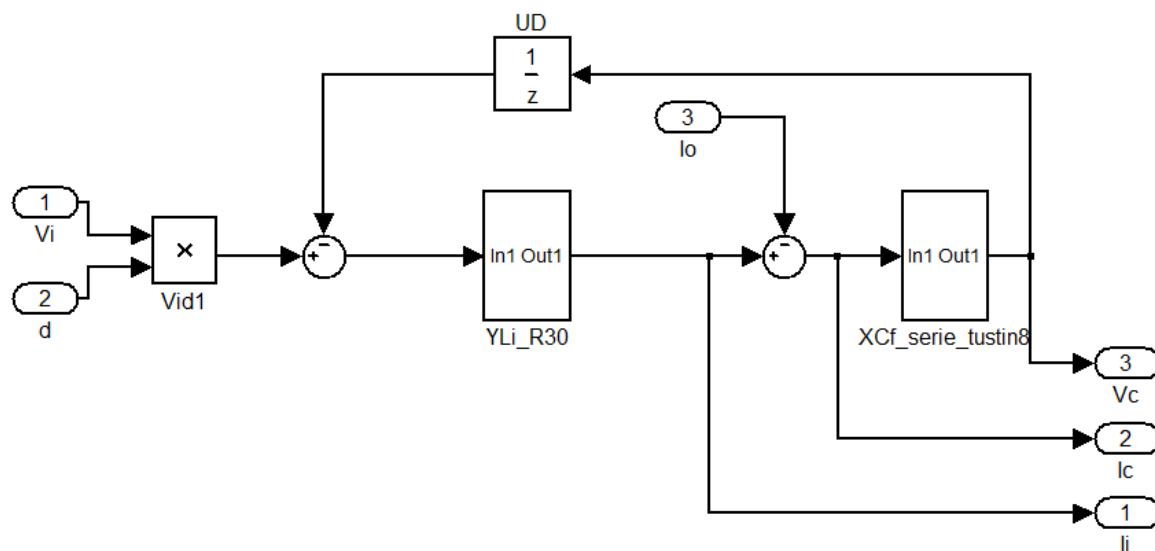 UD
1
z
3
Io
1
Vi
×
2
d
Vid1
+
−
In1 Out1
YLi_R30
+
−
In1 Out1
XCf_serie_tustin8
3
Vc
2
Ic
1
Ii